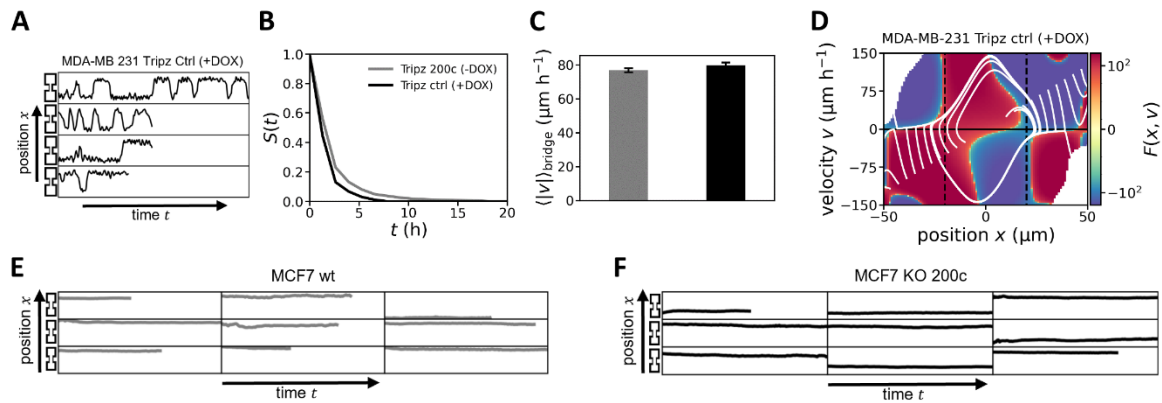 A
MDA-MB 231 Tripz Ctrl (+DOX)
position x
time t
B
1.0
0.8
0.6
0.4
0.2
0.0
S(t)
Tripz 200c (-DOX)
Tripz ctrl (+DOX)
0 5 10 15 20
t (h)
C
80
60
40
20
0
⟨|v|⟩bridge (μm h⁻¹)
D
MDA-MB-231 Tripz ctrl (+DOX)
150
75
0
-75
-150
velocity v (μm h⁻¹)
-50 0 50
position x (μm)
10²
0
-10²
F(x, v)
E
MCF7 wt
position x
time t
F
MCF7 KO 200c
position x
time t